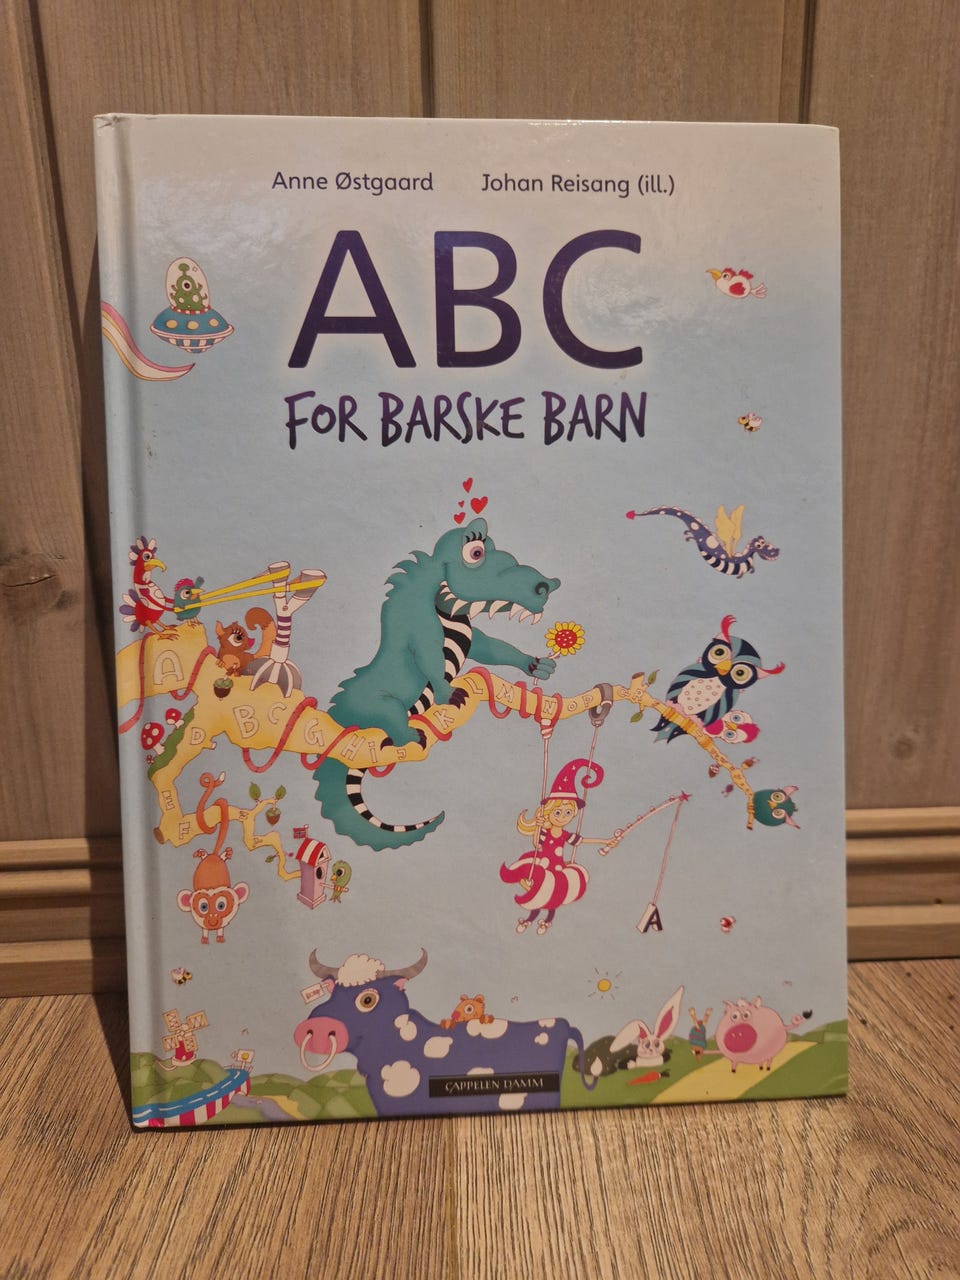 Anne Østgaard Johan Reisang (ill.)
ABC
FOR BARSKE BARN
A
B C G H i J K L M N O P Q R
D
E
F
A
CAPPELEN DAMM